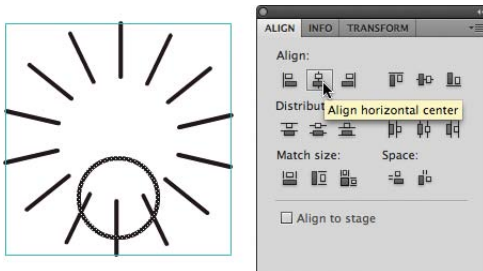 ALIGN INFO TRANSFORM
Align:
Align horizontal center
Distribut
Match size: Space:
Align to stage